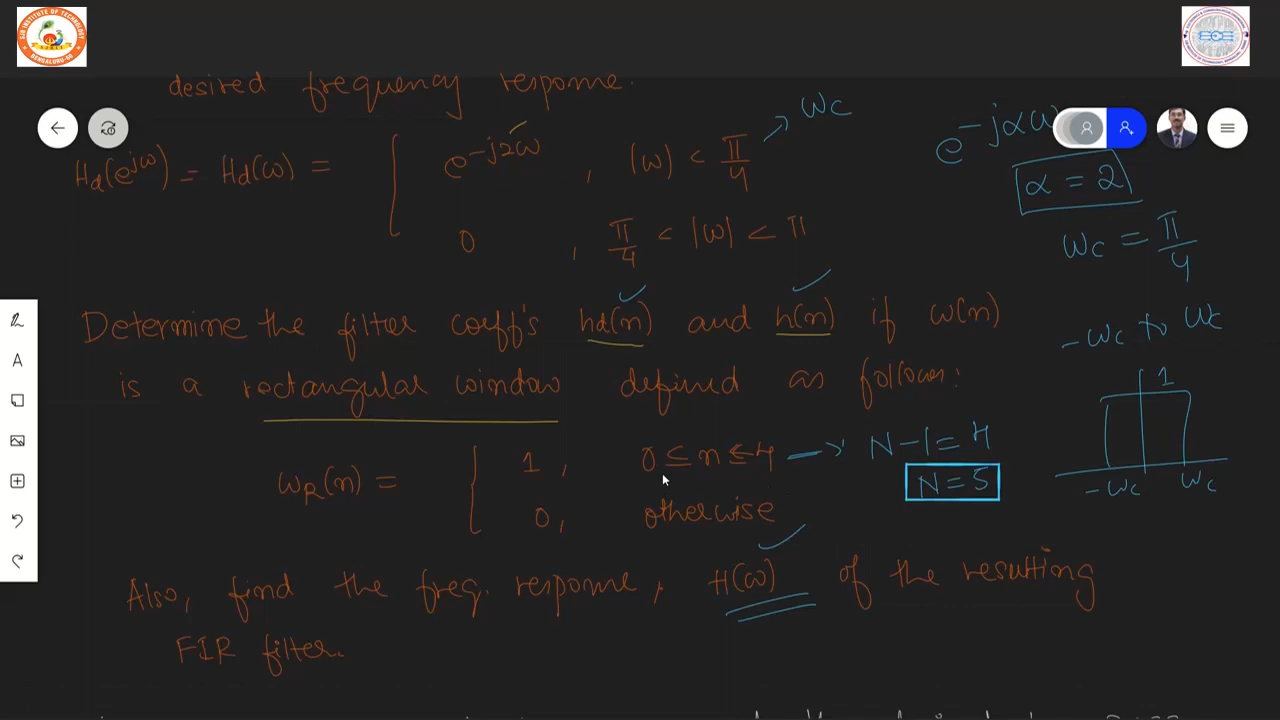 desired frequency response.
Hd(e^jω) = Hd(ω) = { e^-j2ω , |ω| < π/4 → ωc
0 , π/4 < |ω| < π
e^-jαω
α = 2
ωc = π/4
Determine the filter coeff's hd(n) and h(n) if ω(n)
is a rectangular window defined as follows:
-ωc to ωc
1
-ωc ωc
ωR(n) = { 1, 0 ≤ n ≤ 4 → N-1 = 4
0, otherwise
N = 5
Also, find the freq. response, H(ω) of the resulting
FIR filter.
A